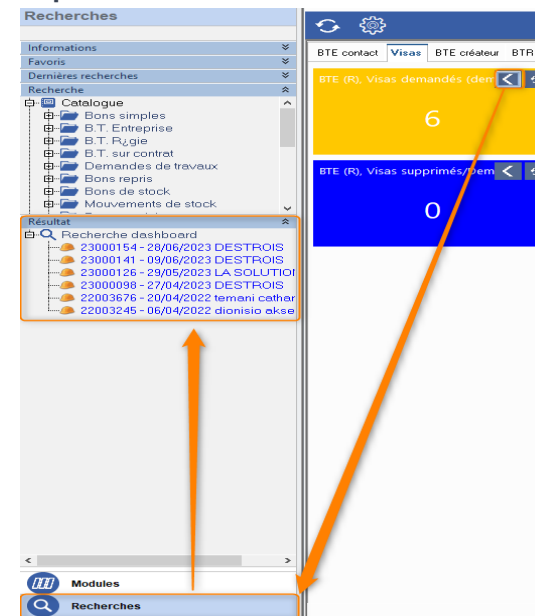 Recherches
Informations
Favoris
Dernières recherches
Recherche
Catalogue
Bons simples
B.T. Entreprise
B.T. R¿gie
B.T. sur contrat
Demandes de travaux
Bons repris
Bons de stock
Mouvements de stock
Résultat
Recherche dashboard
23000154 - 28/06/2023 DESTROIS
23000141 - 09/06/2023 DESTROIS
23000126 - 29/05/2023 LA SOLUTION
23000098 - 27/04/2023 DESTROIS
22003676 - 20/04/2022 temani cathar
22003245 - 06/04/2022 dionisio akse
Modules
Recherches
BTE contact Visas BTE créateur BTR
BTE (R), Visas demandés (dem
6
BTE (R), Visas supprimés/Dem
0